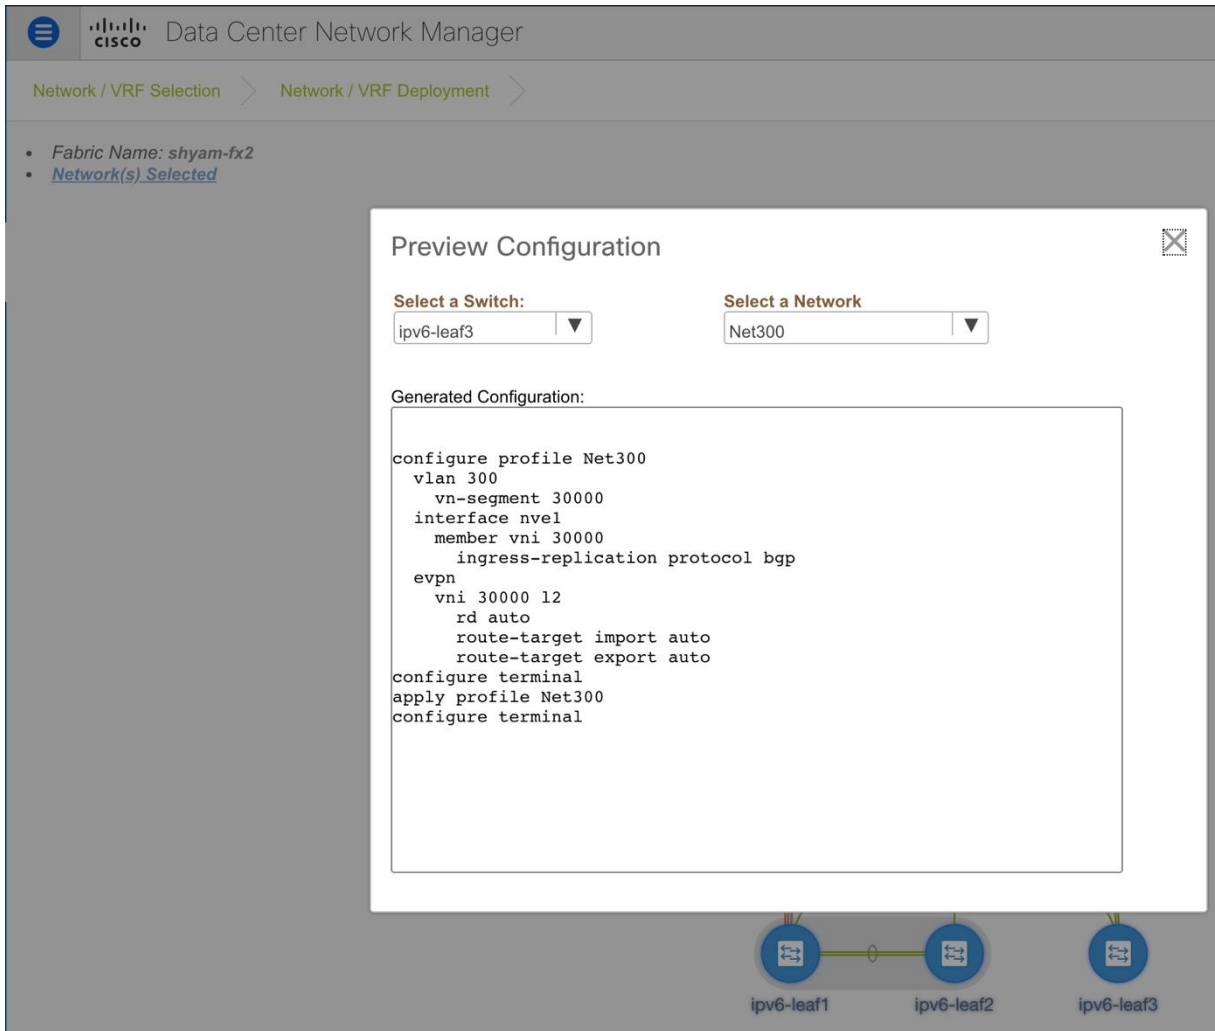 cisco Data Center Network Manager
Network / VRF Selection Network / VRF Deployment
• Fabric Name: shyam-fx2
• Network(s) Selected
Preview Configuration
Select a Switch: Select a Network
ipv6-leaf3 Net300
Generated Configuration:
configure profile Net300
  vlan 300
    vn-segment 30000
  interface nve1
    member vni 30000
      ingress-replication protocol bgp
  evpn
    vni 30000 l2
      rd auto
      route-target import auto
      route-target export auto
configure terminal
apply profile Net300
configure terminal
ipv6-leaf1 ipv6-leaf2 ipv6-leaf3